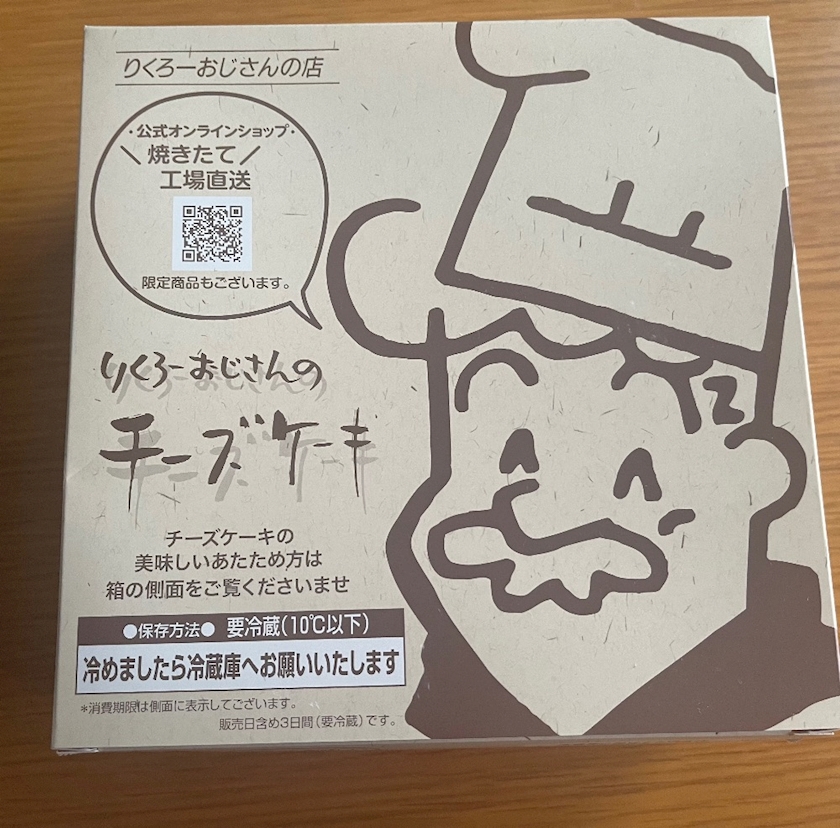 りくろーおじさんの店
・公式オンラインショップ・
＼焼きたて／
工場直送
限定商品もございます。
りくろーおじさんの
チーズケーキ
チーズケーキの
美味しいあたため方は
箱の側面をご覧くださいませ
●保存方法● 要冷蔵(10℃以下)
冷めましたら冷蔵庫へお願いいたします
*消費期限は側面に表示してございます。
販売日含め3日間(要冷蔵)です。